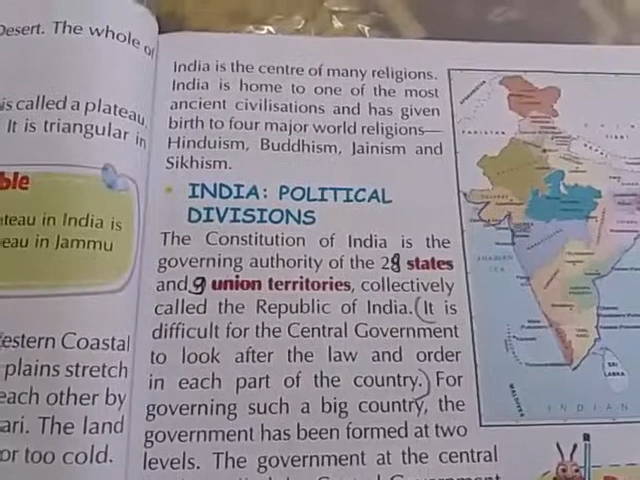 Desert. The whole of
is called a plateau.
It is triangular in
ble
teau in India is
eau in Jammu
estern Coastal
plains stretch
each other by
ari. The land
or too cold.
India is the centre of many religions.
India is home to one of the most
ancient civilisations and has given
birth to four major world religions—
Hinduism, Buddhism, Jainism and
Sikhism.
INDIA: POLITICAL
DIVISIONS
The Constitution of India is the
governing authority of the 28 states
and 9 union territories, collectively
called the Republic of India. (It is
difficult for the Central Government
to look after the law and order
in each part of the country.) For
governing such a big country, the
government has been formed at two
levels. The government at the central
PAKISTAN
ARABIAN
SEA
SRI
LANKA
MALDIVES
INDIAN